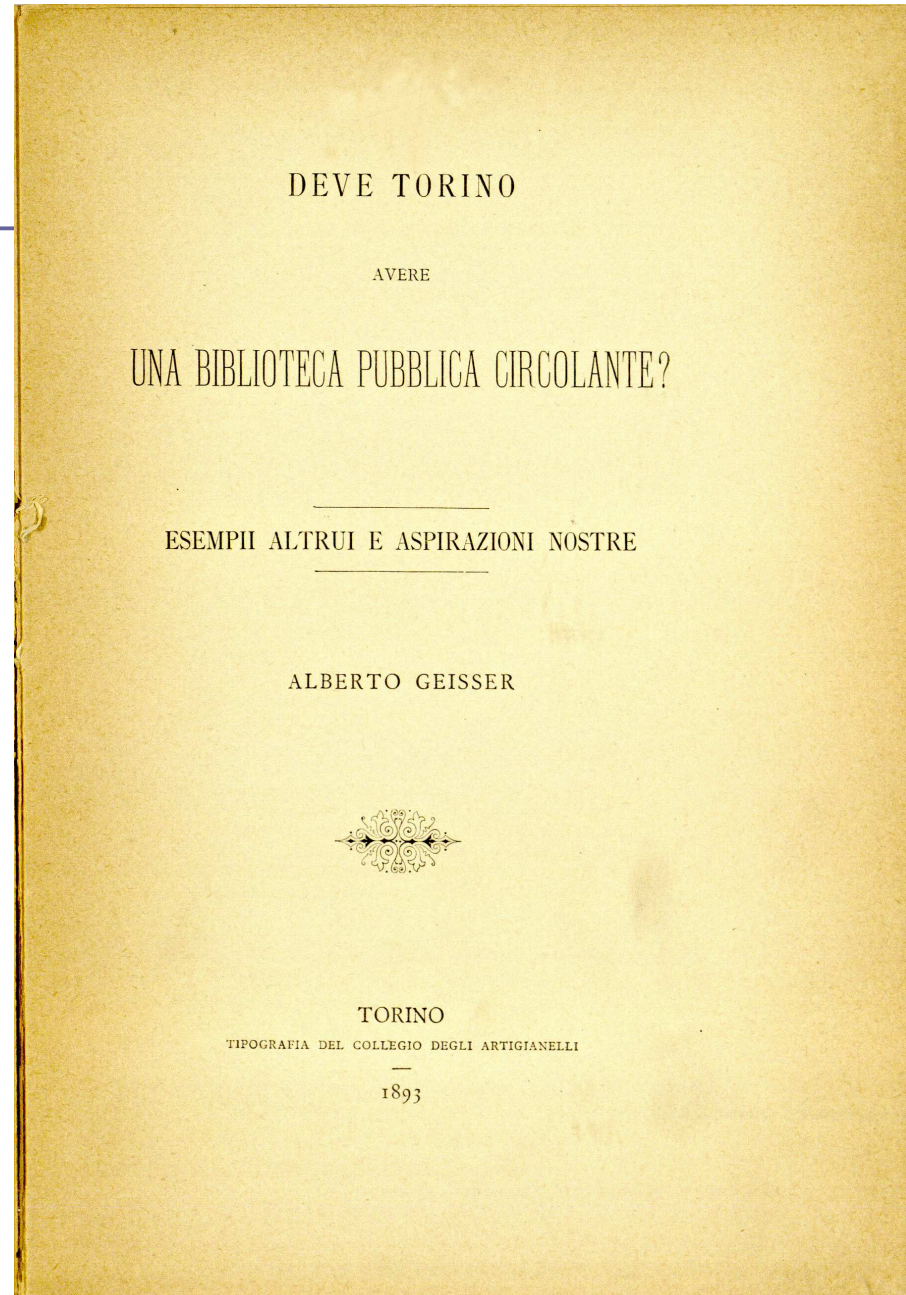 DEVE TORINO
AVERE
UNA BIBLIOTECA PUBBLICA CIRCOLANTE?
ESEMPII ALTRUI E ASPIRAZIONI NOSTRE
ALBERTO GEISSER
TORINO
TIPOGRAFIA DEL COLLEGIO DEGLI ARTIGIANELLI
1893